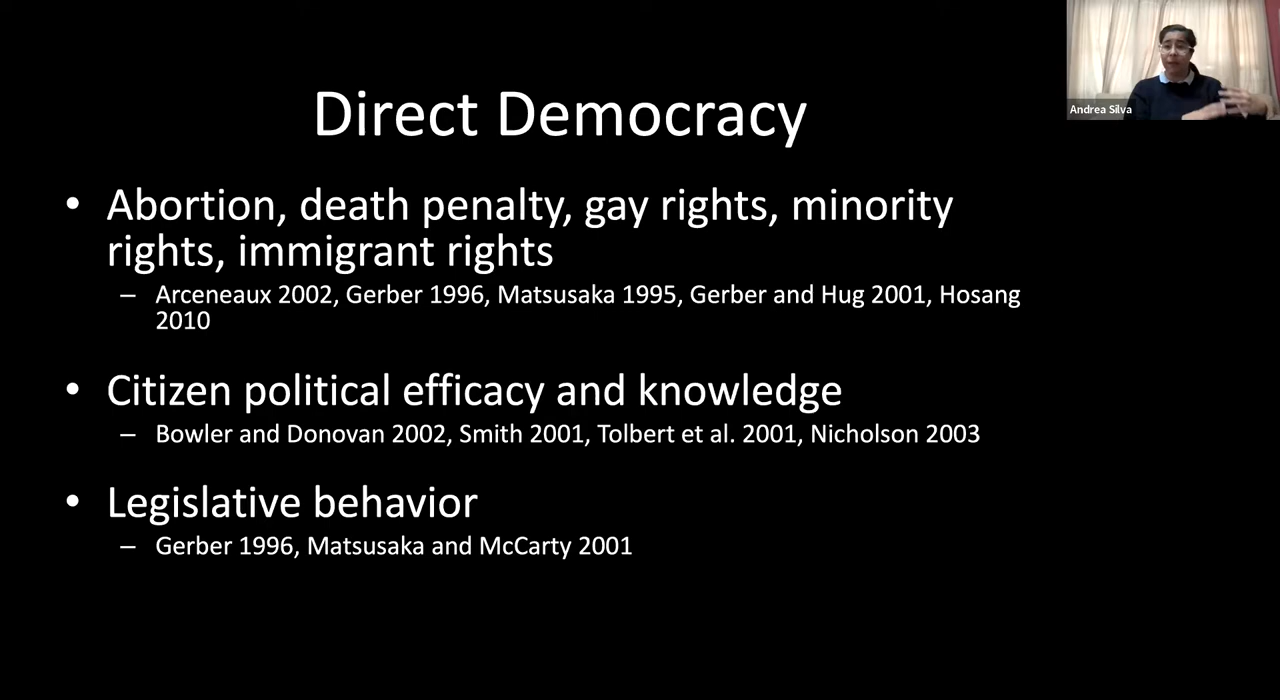 Andrea Silva
Direct Democracy
• Abortion, death penalty, gay rights, minority
rights, immigrant rights
– Arceneaux 2002, Gerber 1996, Matsusaka 1995, Gerber and Hug 2001, Hosang
2010
• Citizen political efficacy and knowledge
– Bowler and Donovan 2002, Smith 2001, Tolbert et al. 2001, Nicholson 2003
• Legislative behavior
– Gerber 1996, Matsusaka and McCarty 2001